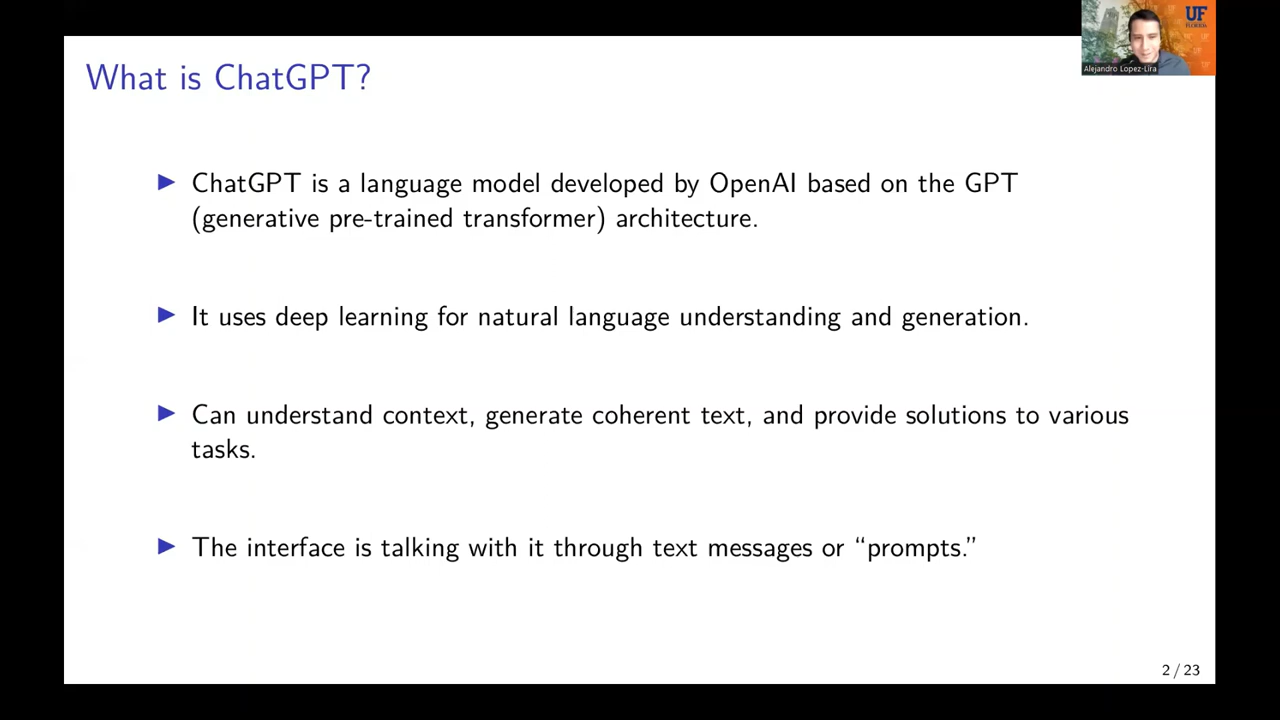 What is ChatGPT?
UF
Alejandro Lopez-Lira
▶ ChatGPT is a language model developed by OpenAI based on the GPT
(generative pre-trained transformer) architecture.
▶ It uses deep learning for natural language understanding and generation.
▶ Can understand context, generate coherent text, and provide solutions to various
tasks.
▶ The interface is talking with it through text messages or “prompts.”
2 / 23